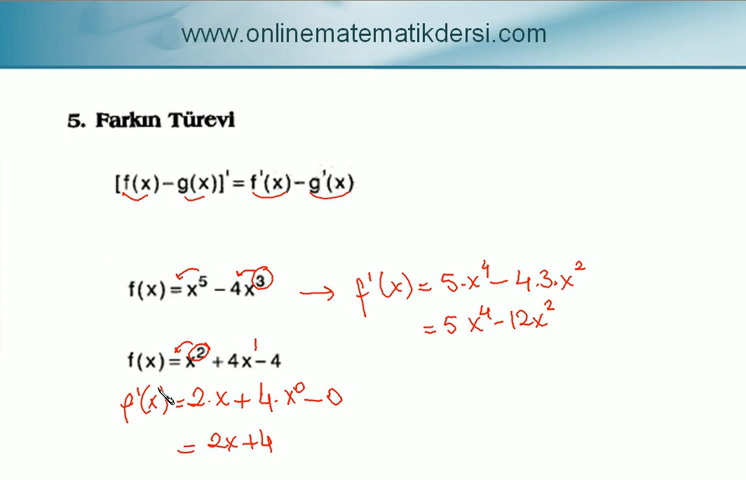 www.onlinematematikdersi.com
5. Farkın Türevi
[f(x)-g(x)]' = f'(x)-g'(x)
f(x)=x⁵ - 4x³ → f'(x) = 5·x⁴ - 4.3.x²
= 5x⁴ - 12x²
f(x)= x² + 4x¹ - 4
f'(x) = 2.x + 4.x⁰ - 0
= 2x+4